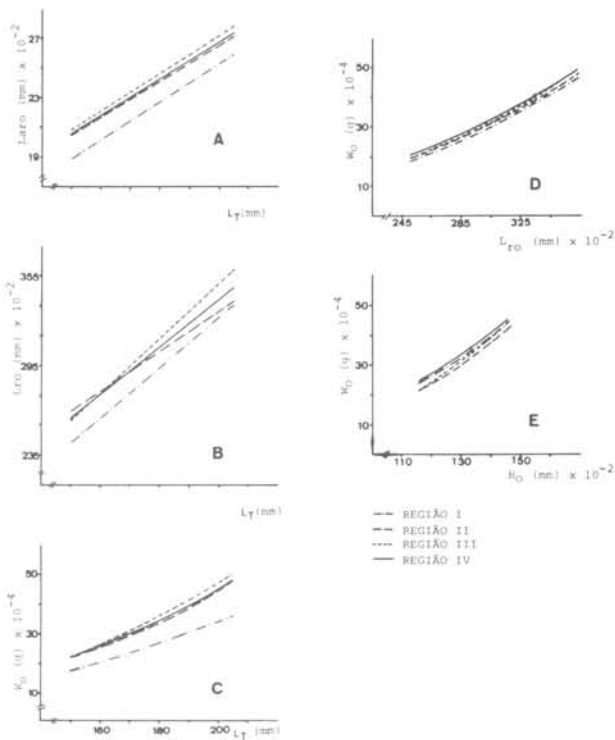 Laro (mm) x 10-2
27
23
19
A
LT (mm)
Lro (mm) x 10-2
355
295
235
B
LT (mm)
Wo (g) x 10-4
50
30
10
C
160
180
200
LT (mm)
Wo (g) x 10-4
50
30
10
D
245
285
325
Lro (mm) x 10-2
Wo (g) x 10-4
50
30
10
E
110
130
150
Ho (mm) x 10-2
REGIÃO I
REGIÃO II
REGIÃO III
REGIÃO IV